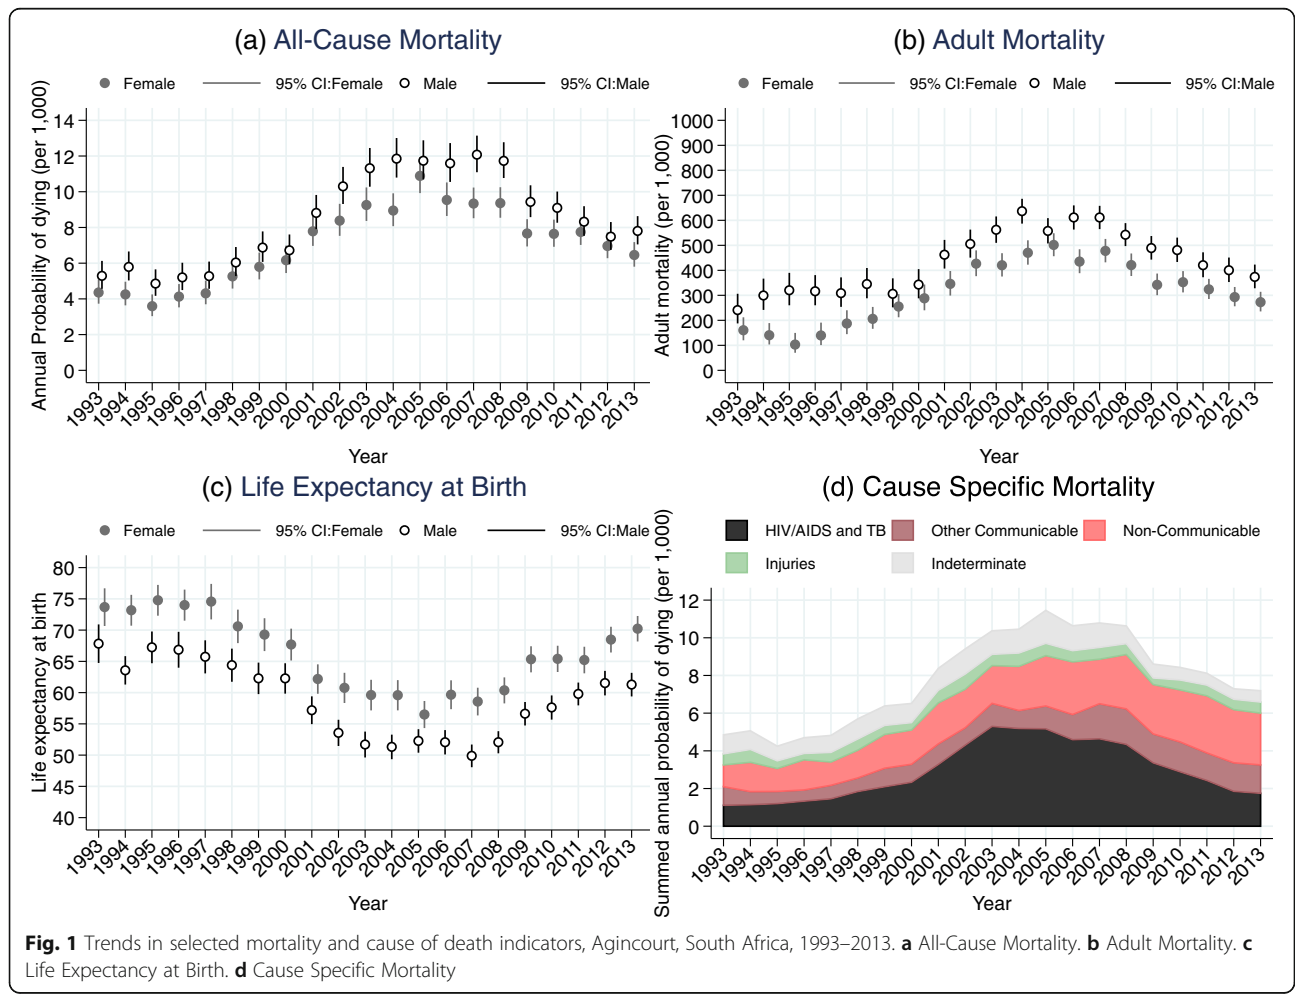 (a) All-Cause Mortality
Female 95% CI:Female Male 95% CI:Male
Annual Probability of dying (per 1,000)
14
12
10
8
6
4
2
0
1993 1994 1995 1996 1997 1998 1999 2000 2001 2002 2003 2004 2005 2006 2007 2008 2009 2010 2011 2012 2013
Year
(b) Adult Mortality
Female 95% CI:Female Male 95% CI:Male
Adult mortality (per 1,000)
1000
900
800
700
600
500
400
300
200
100
0
1993 1994 1995 1996 1997 1998 1999 2000 2001 2002 2003 2004 2005 2006 2007 2008 2009 2010 2011 2012 2013
Year
(c) Life Expectancy at Birth
Female 95% CI:Female Male 95% CI:Male
Life expectancy at birth
80
75
70
65
60
55
50
45
40
1993 1994 1995 1996 1997 1998 1999 2000 2001 2002 2003 2004 2005 2006 2007 2008 2009 2010 2011 2012 2013
Year
(d) Cause Specific Mortality
HIV/AIDS and TB Other Communicable Non-Communicable
Injuries Indeterminate
Summed annual probability of dying (per 1,000)
12
10
8
6
4
2
0
1993 1994 1995 1996 1997 1998 1999 2000 2001 2002 2003 2004 2005 2006 2007 2008 2009 2010 2011 2012 2013
Year
Fig. 1 Trends in selected mortality and cause of death indicators, Agincourt, South Africa, 1993–2013. a All-Cause Mortality. b Adult Mortality. c
Life Expectancy at Birth. d Cause Specific Mortality